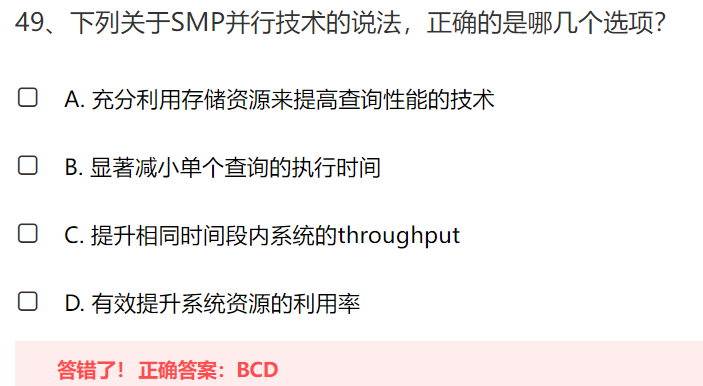 49、下列关于SMP并行技术的说法，正确的是哪几个选项？
A. 充分利用存储资源来提高查询性能的技术
B. 显著减小单个查询的执行时间
C. 提升相同时间段内系统的throughput
D. 有效提升系统资源的利用率
答错了！正确答案：BCD